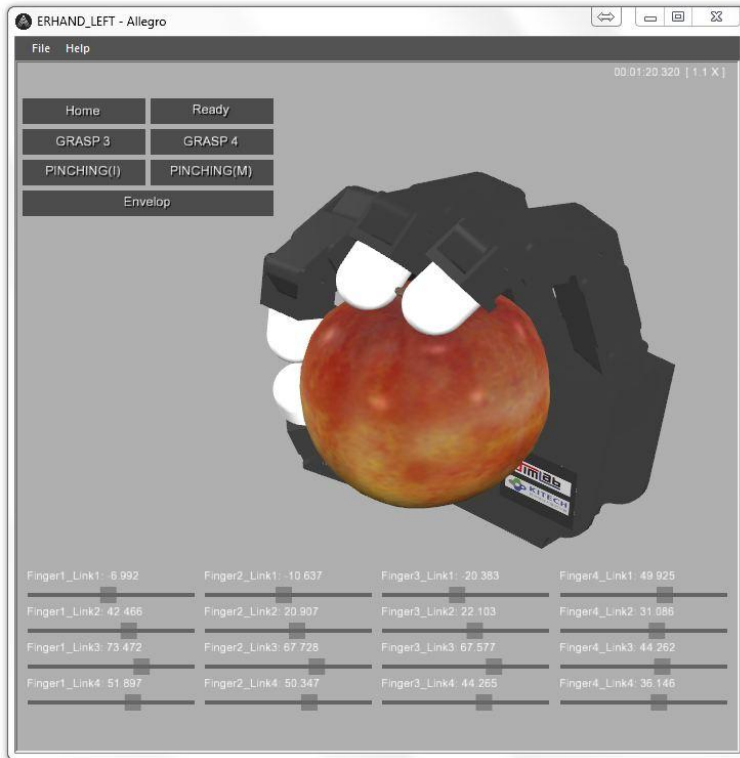 ERHAND_LEFT - Allegro
File Help
00:01:20.320 [ 1.1 X ]
Home Ready
GRASP 3 GRASP 4
PINCHING(I) PINCHING(M)
Envelop
simlab
KITECH
Finger1_Link1: -6.992 Finger2_Link1: -10.637 Finger3_Link1: -20.383 Finger4_Link1: 49.925
Finger1_Link2: 42.466 Finger2_Link2: 20.907 Finger3_Link2: 22.103 Finger4_Link2: 31.086
Finger1_Link3: 73.472 Finger2_Link3: 67.728 Finger3_Link3: 67.577 Finger4_Link3: 44.262
Finger1_Link4: 51.897 Finger2_Link4: 50.347 Finger3_Link4: 44.265 Finger4_Link4: 36.146